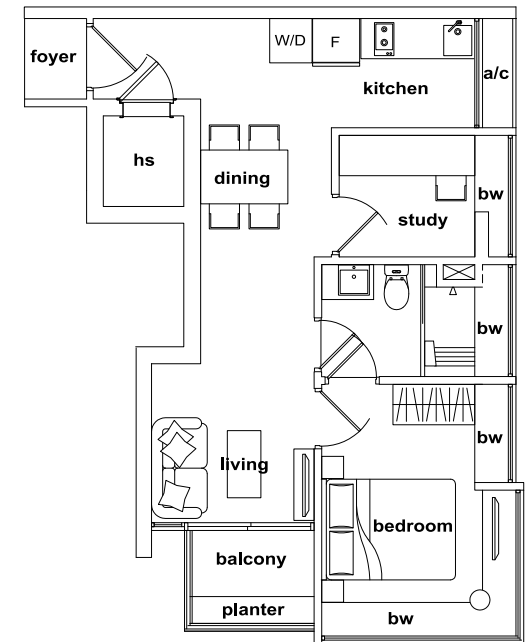 foyer
W/D
F
kitchen
a/c
hs
dining
bw
study
bw
bw
living
bedroom
balcony
planter
bw